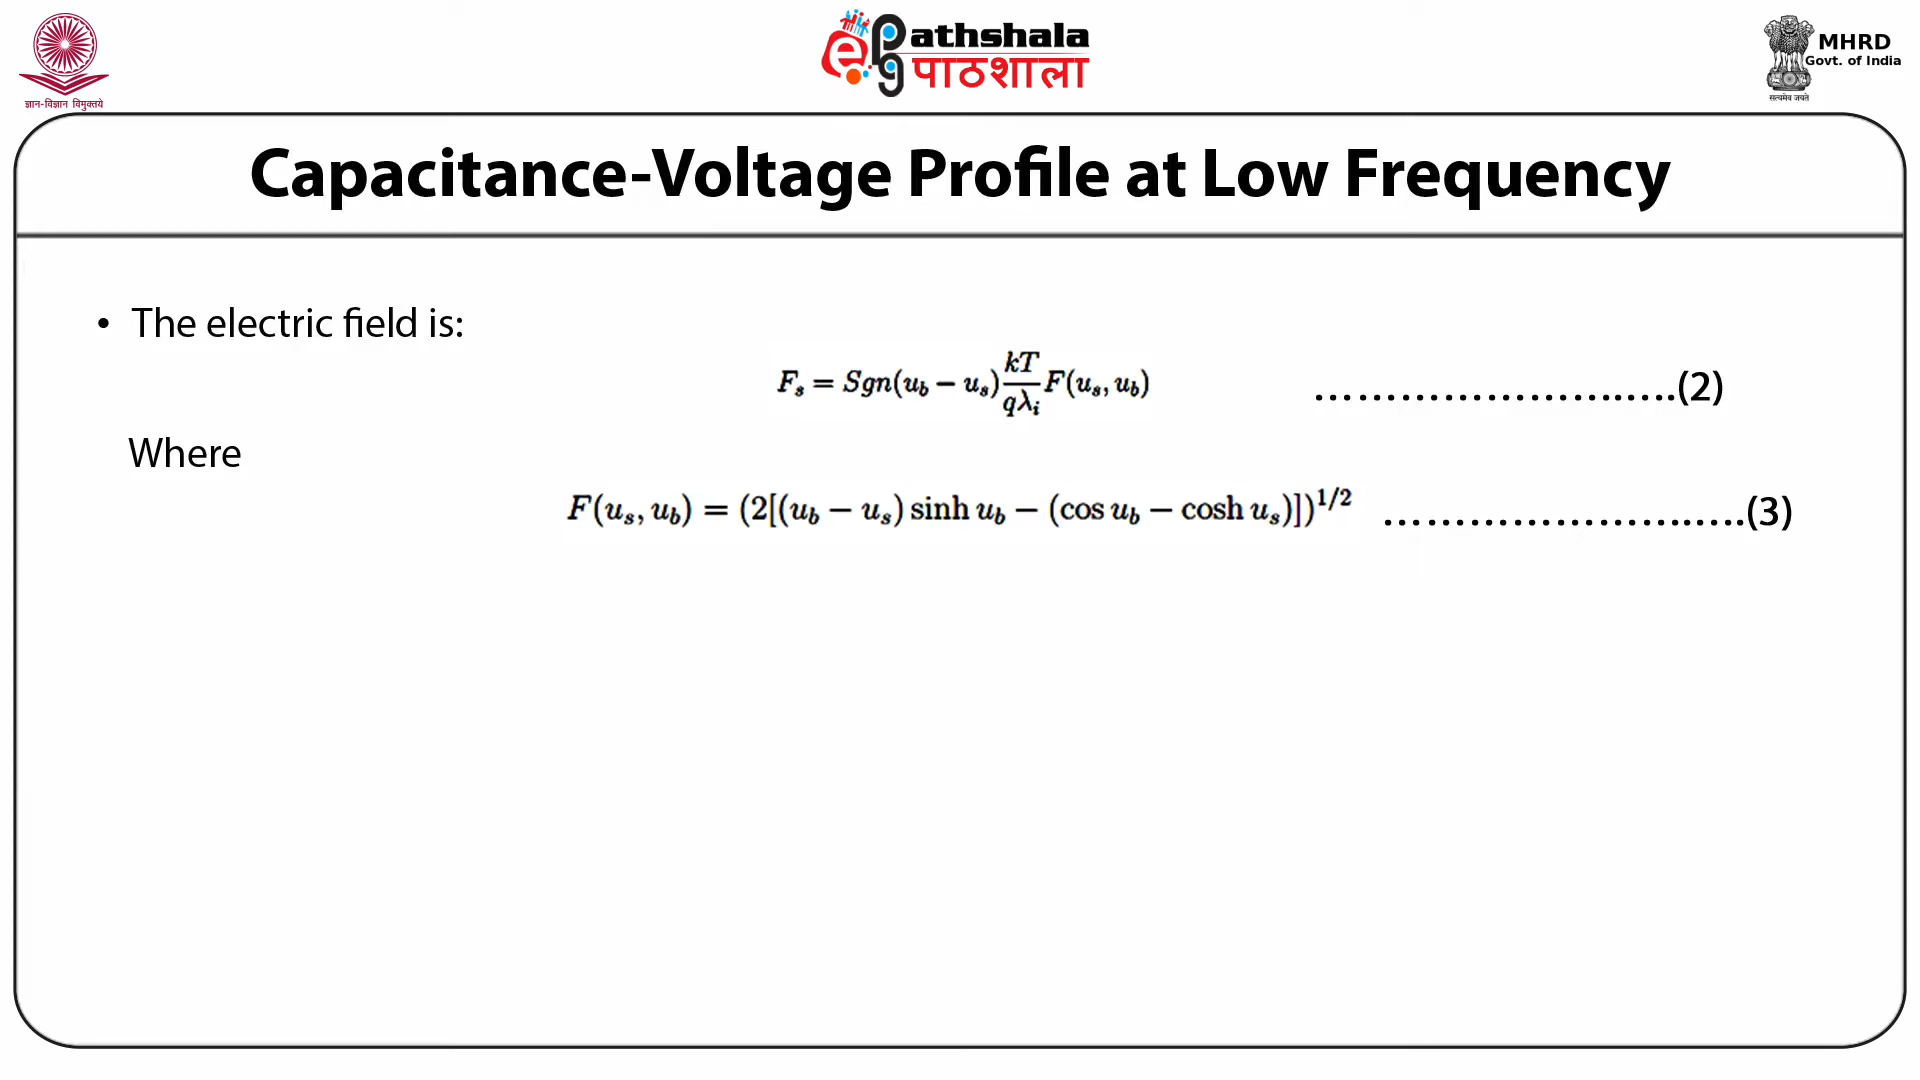 ज्ञान-विज्ञान विमुक्तये
ePathshala
पाठशाला
MHRD
Govt. of India
सत्यमेव जयते
Capacitance-Voltage Profile at Low Frequency
• The electric field is:
F_s = Sgn(u_b − u_s) kT/(qλ_i) F(u_s, u_b) …………………….….(2)
Where
F(u_s, u_b) = (2[(u_b − u_s) sinh u_b − (cos u_b − cosh u_s)])^{1/2} …………………….….(3)